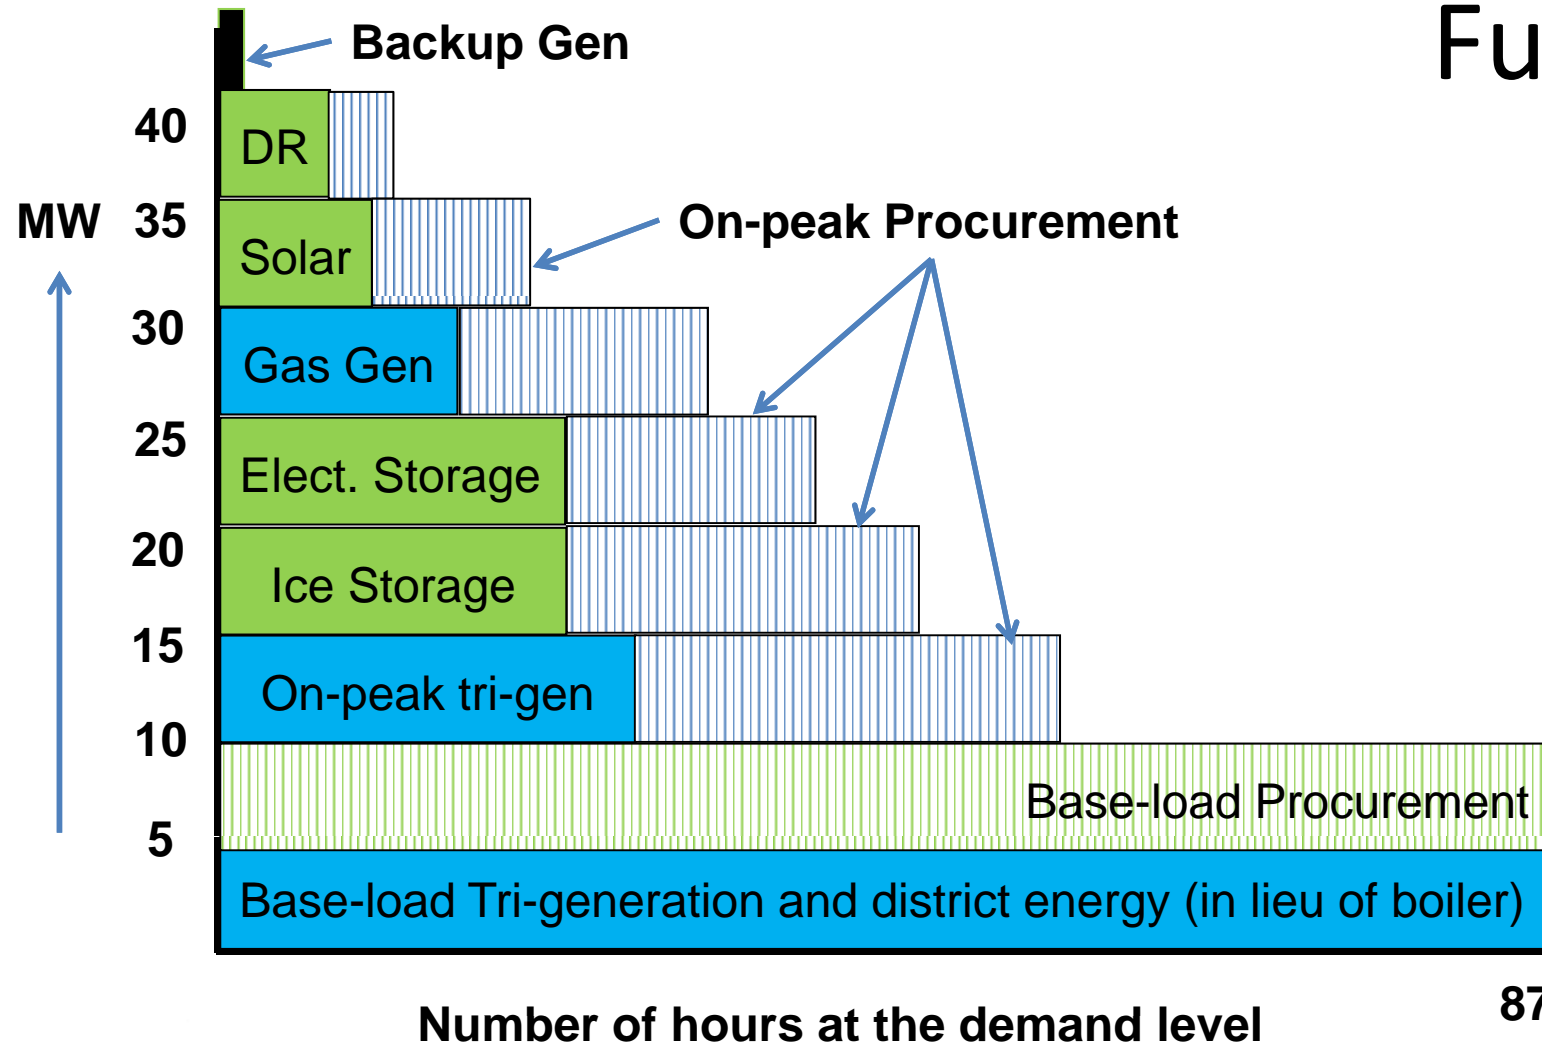 Fu
Backup Gen
40
DR
MW
35
On-peak Procurement
Solar
30
Gas Gen
25
Elect. Storage
20
Ice Storage
15
On-peak tri-gen
10
Base-load Procurement
5
Base-load Tri-generation and district energy (in lieu of boiler)
87
Number of hours at the demand level